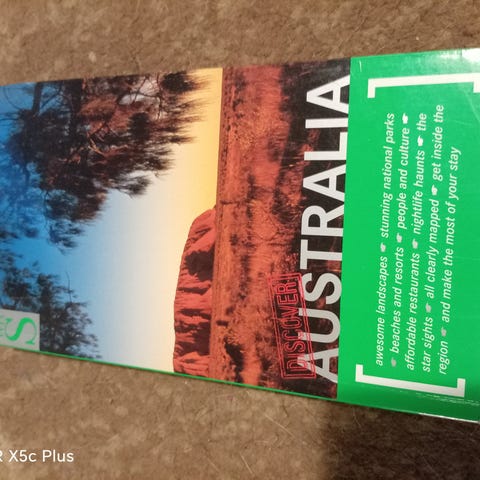 DISCOVER
AUSTRALIA
awesome landscapes ☛ stunning national parks
☛ beaches and resorts ☛ people and culture ☛
affordable restaurants ☛ nightlife haunts ☛ the
star sights ☛ all clearly mapped ☛ get inside the
region ☛ and make the most of your stay
X5c Plus